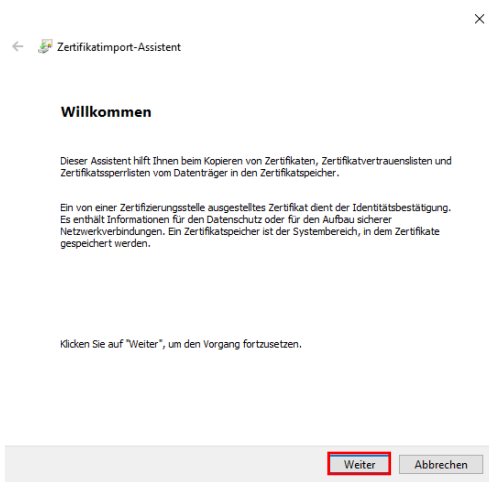 Zertifikatimport-Assistent
Willkommen
Dieser Assistent hilft Ihnen beim Kopieren von Zertifikaten, Zertifikatvertrauenslisten und
Zertifikatssperrlisten vom Datenträger in den Zertifikatspeicher.
Ein von einer Zertifizierungsstelle ausgestelltes Zertifikat dient der Identitätsbestätigung.
Es enthält Informationen für den Datenschutz oder für den Aufbau sicherer
Netzwerkverbindungen. Ein Zertifikatspeicher ist der Systembereich, in dem Zertifikate
gespeichert werden.
Klicken Sie auf "Weiter", um den Vorgang fortzusetzen.
Weiter Abbrechen